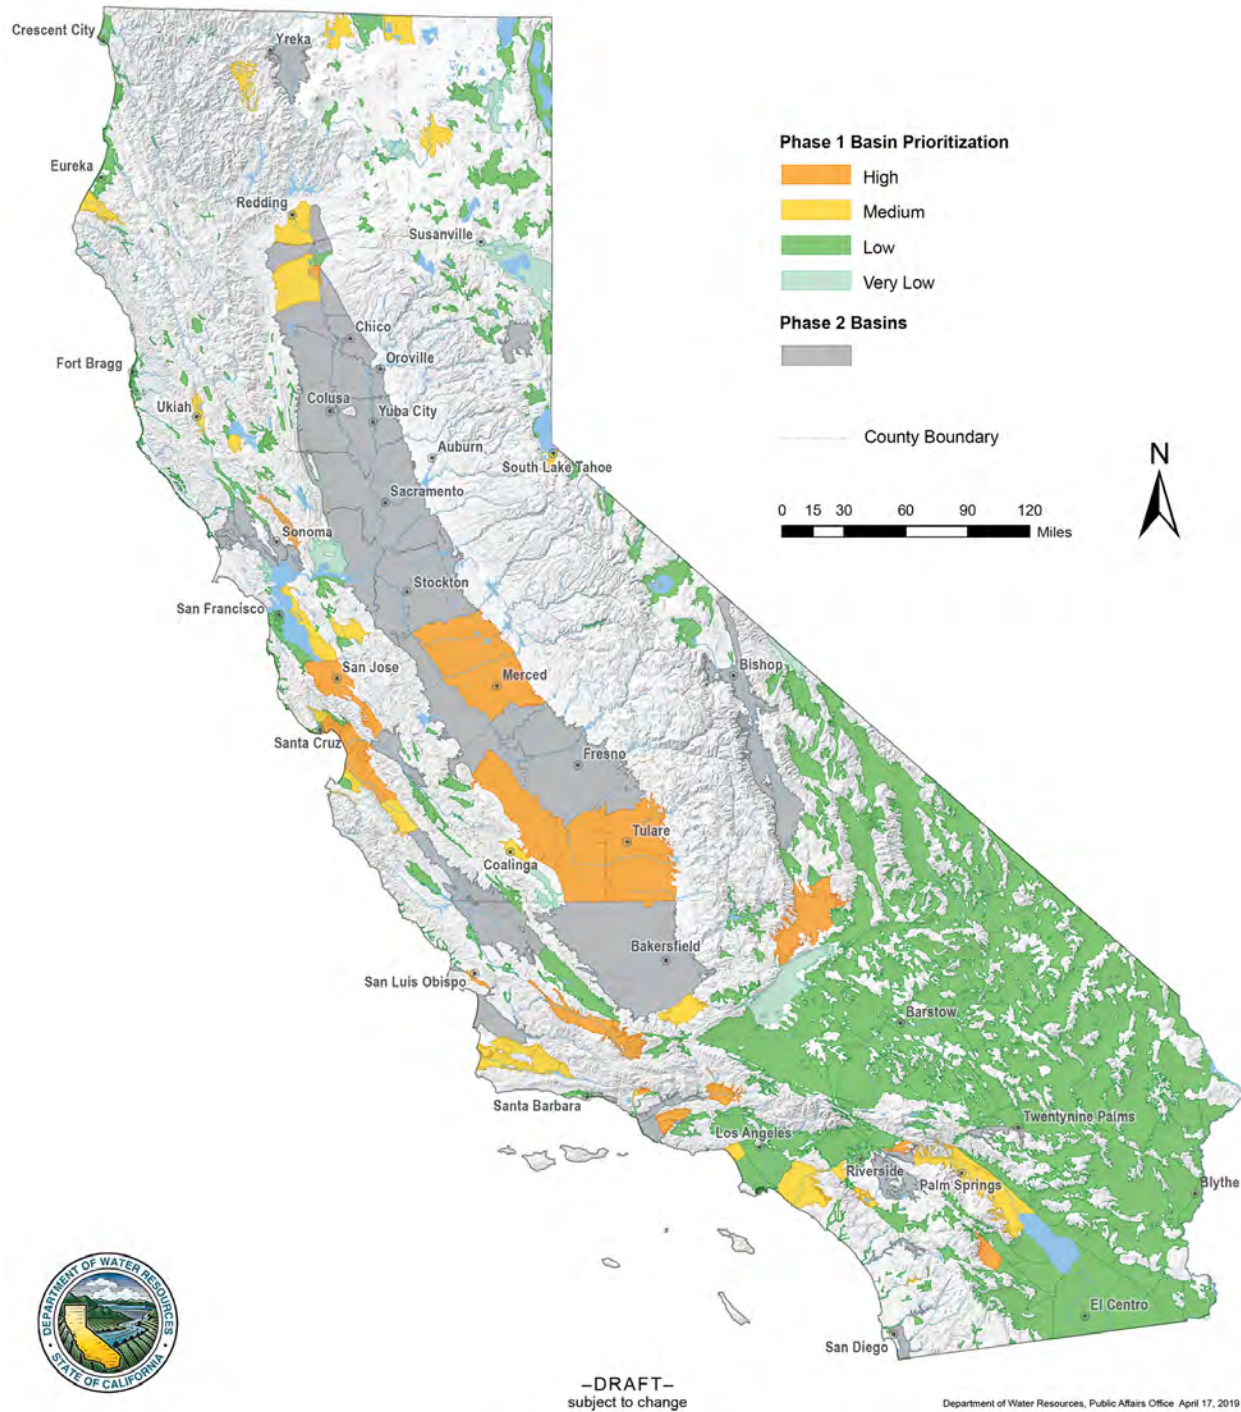 Crescent City
Yreka
Eureka
Redding
Susanville
Chico
Oroville
Fort Bragg
Ukiah
Colusa
Yuba City
Auburn
South Lake Tahoe
Sacramento
Sonoma
Stockton
San Francisco
San Jose
Merced
Bishop
Santa Cruz
Fresno
Tulare
Coalinga
Bakersfield
San Luis Obispo
Barstow
Santa Barbara
Los Angeles
Twentynine Palms
Riverside
Palm Springs
Blythe
El Centro
San Diego
Phase 1 Basin Prioritization
High
Medium
Low
Very Low
Phase 2 Basins
County Boundary
0 15 30 60 90 120
Miles
N
DEPARTMENT OF WATER RESOURCES
STATE OF CALIFORNIA
–DRAFT–
subject to change
Department of Water Resources, Public Affairs Office April 17, 2019